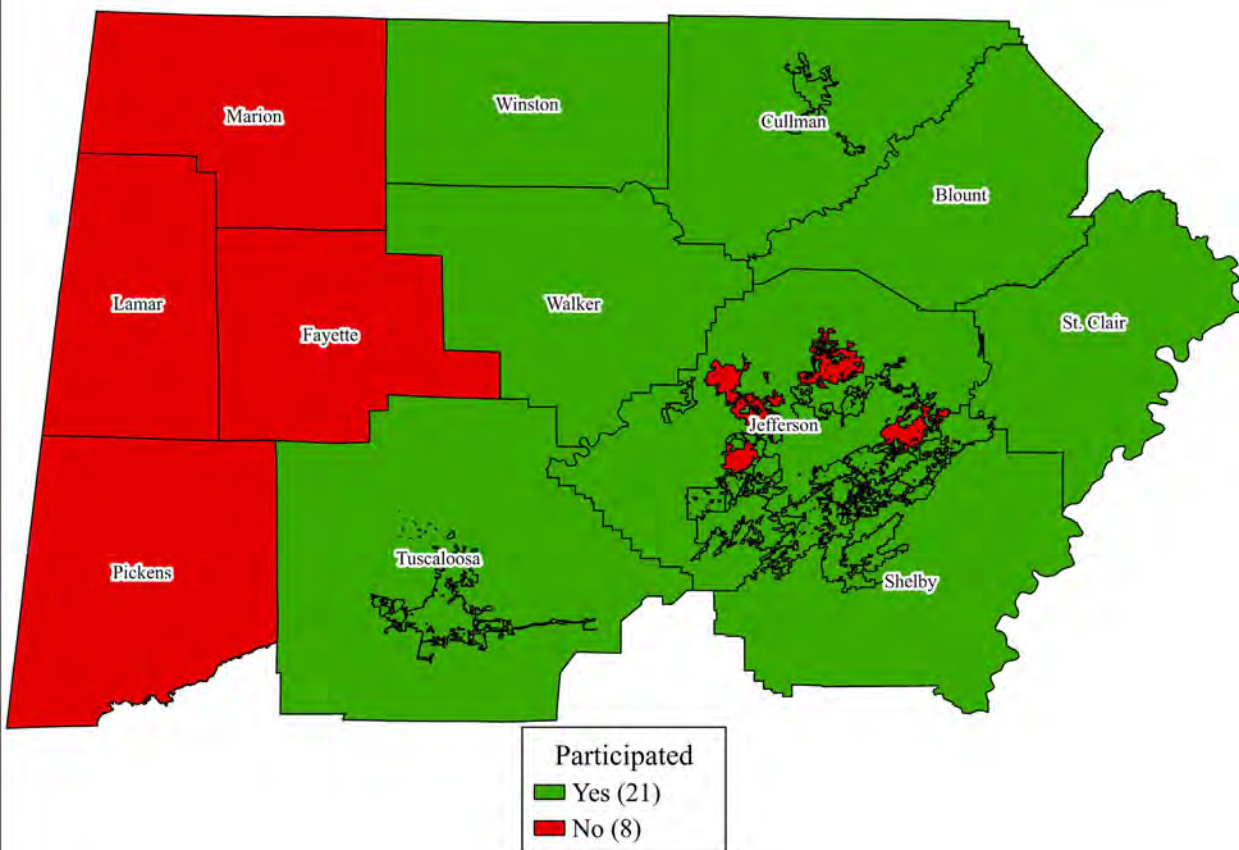 Marion
Winston
Cullman
Blount
Lamar
Fayette
Walker
St. Clair
Jefferson
Pickens
Tuscaloosa
Shelby
Participated
Yes (21)
No (8)